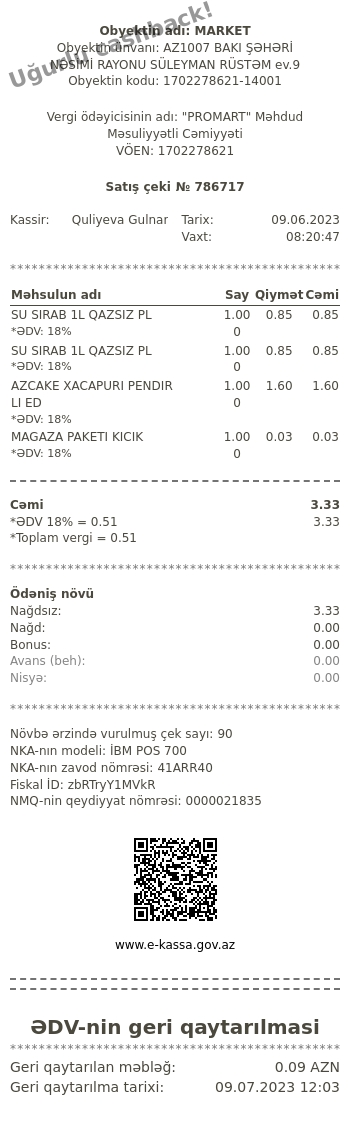 Uğurlu cashback!
Obyektin adı: MARKET
Obyektin ünvanı: AZ1007 BAKI ŞƏHƏRİ
NƏSİMİ RAYONU SÜLEYMAN RÜSTƏM ev.9
Obyektin kodu: 1702278621-14001
Vergi ödəyicisinin adı: "PROMART" Məhdud
Məsuliyyətli Cəmiyyəti
VÖEN: 1702278621
Satış çeki № 786717
Kassir: Quliyeva Gulnar Tarix: 09.06.2023
Vaxt: 08:20:47
*******************************************
Məhsulun adı Say Qiymət Cəmi
SU SIRAB 1L QAZSIZ PL 1.00 0.85 0.85
*ƏDV: 18% 0
SU SIRAB 1L QAZSIZ PL 1.00 0.85 0.85
*ƏDV: 18% 0
AZCAKE XACAPURI PENDIR 1.00 1.60 1.60
LI ED 0
*ƏDV: 18%
MAGAZA PAKETI KICIK 1.00 0.03 0.03
*ƏDV: 18% 0
Cəmi 3.33
*ƏDV 18% = 0.51 3.33
*Toplam vergi = 0.51
*******************************************
Ödəniş növü
Nağdsız: 3.33
Nağd: 0.00
Bonus: 0.00
Avans (beh): 0.00
Nisyə: 0.00
*******************************************
Növbə ərzində vurulmuş çek sayı: 90
NKA-nın modeli: İBM POS 700
NKA-nın zavod nömrəsi: 41ARR40
Fiskal İD: zbRTryY1MVkR
NMQ-nin qeydiyyat nömrəsi: 0000021835
www.e-kassa.gov.az
ƏDV-nin geri qaytarılması
*******************************************
Geri qaytarılan məbləğ: 0.09 AZN
Geri qaytarılma tarixi: 09.07.2023 12:03